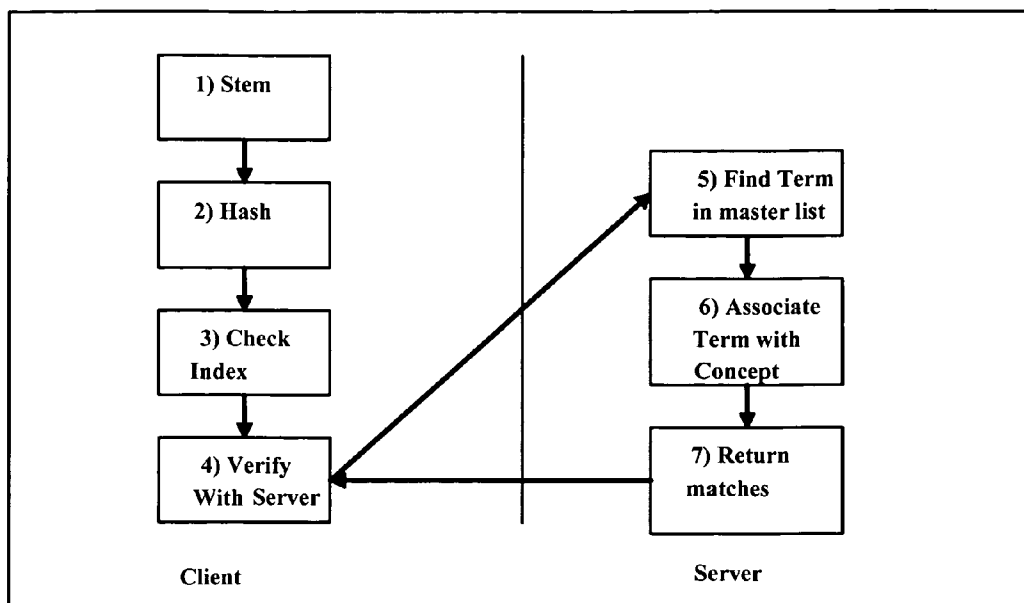 1) Stem
2) Hash
3) Check
Index
4) Verify
With Server
Client
5) Find Term
in master list
6) Associate
Term with
Concept
7) Return
matches
Server